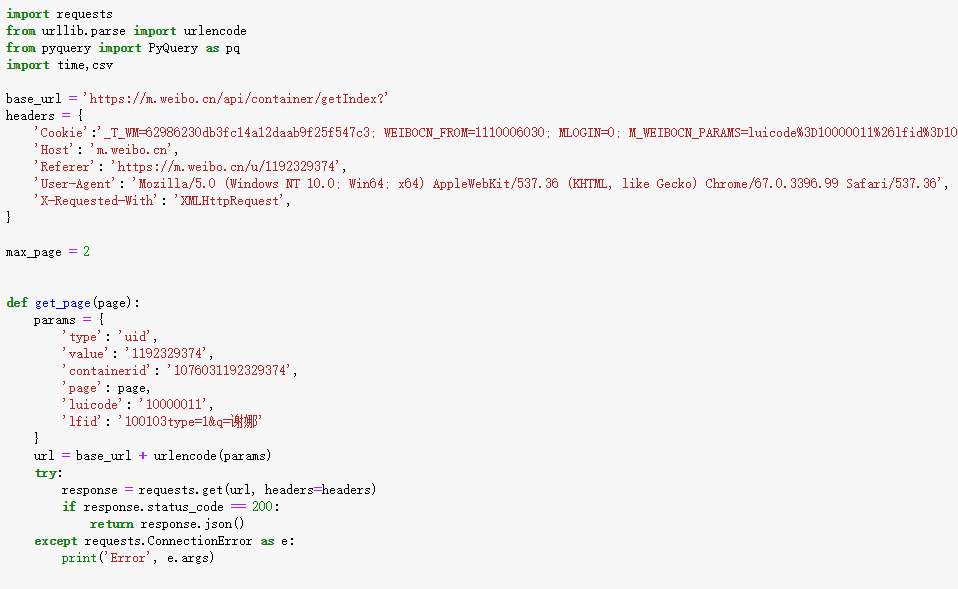 import requests
from urllib.parse import urlencode
from pyquery import PyQuery as pq
import time,csv
base_url = 'https://m.weibo.cn/api/container/getIndex?'
headers = {
'Cookie':'_T_WM=62986230db3fc14a12daab9f25f547c3; WEIBOCN_FROM=1110006030; MLOGIN=0; M_WEIBOCN_PARAMS=luicode%3D10000011%26lfid%3D10
'Host': 'm.weibo.cn',
'Referer': 'https://m.weibo.cn/u/1192329374',
'User-Agent': 'Mozilla/5.0 (Windows NT 10.0; Win64; x64) AppleWebKit/537.36 (KHTML, like Gecko) Chrome/67.0.3396.99 Safari/537.36',
'X-Requested-With': 'XMLHttpRequest',
}
max_page = 2
def get_page(page):
params = {
'type': 'uid',
'value': '1192329374',
'containerid': '1076031192329374',
'page': page,
'luicode': '10000011',
'lfid': '100103type=1&q=谢娜'
}
url = base_url + urlencode(params)
try:
response = requests.get(url, headers=headers)
if response.status_code == 200:
return response.json()
except requests.ConnectionError as e:
print('Error', e.args)